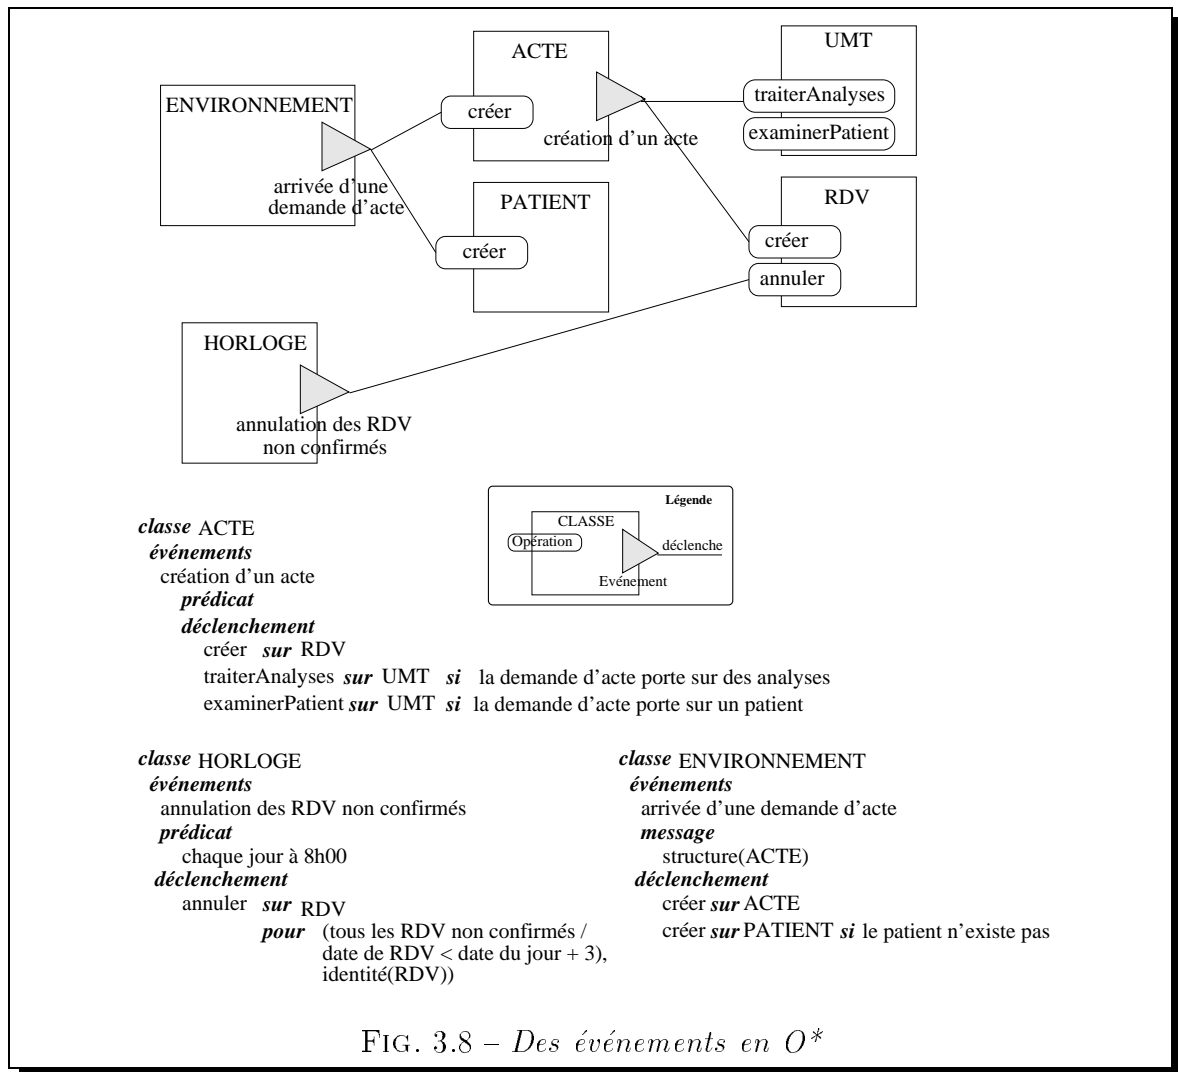 ACTE
UMT
ENVIRONNEMENT
créer
traiterAnalyses
examinerPatient
création d'un acte
arrivée d'une
demande d'acte
PATIENT
RDV
créer
créer
annuler
HORLOGE
annulation des RDV
non confirmés
Légende
CLASSE
Opération
déclenche
Evénement
classe ACTE
événements
création d'un acte
prédicat
déclenchement
créer sur RDV
traiterAnalyses sur UMT si la demande d'acte porte sur des analyses
examinerPatient sur UMT si la demande d'acte porte sur un patient
classe HORLOGE
événements
annulation des RDV non confirmés
prédicat
chaque jour à 8h00
déclenchement
annuler sur RDV
pour (tous les RDV non confirmés /
date de RDV < date du jour + 3),
identité(RDV))
classe ENVIRONNEMENT
événements
arrivée d'une demande d'acte
message
structure(ACTE)
déclenchement
créer sur ACTE
créer sur PATIENT si le patient n'existe pas
FIG. 3.8 – Des événements en O*